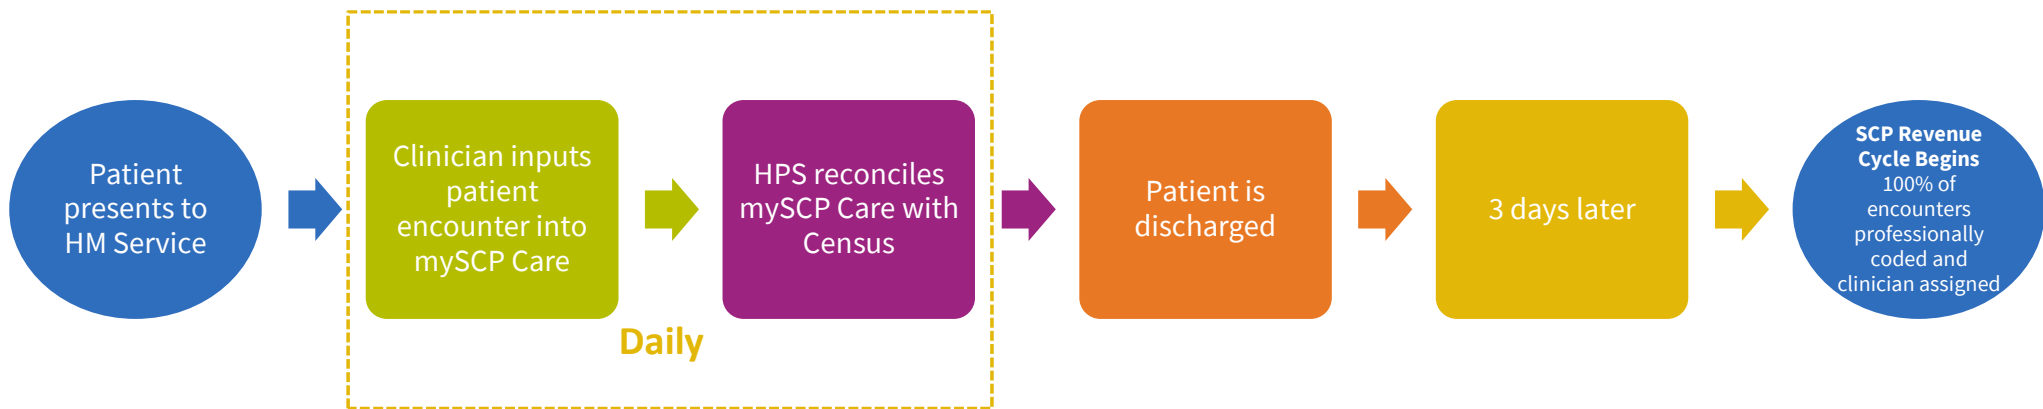 Patient
presents to
HM Service
Clinician inputs
patient
encounter into
mySCP Care
HPS reconciles
mySCP Care with
Census
Daily
Patient is
discharged
3 days later
SCP Revenue
Cycle Begins
100% of
encounters
professionally
coded and
clinician assigned